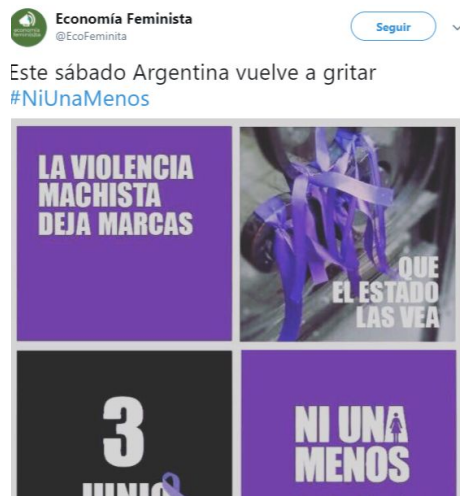 Economía Feminista
@EcoFeminita
Seguir
Este sábado Argentina vuelve a gritar
#NiUnaMenos
LA VIOLENCIA
MACHISTA
DEJA MARCAS
QUE
EL ESTADO
LAS VEA
3
JUNIO
NI UNA
MENOS